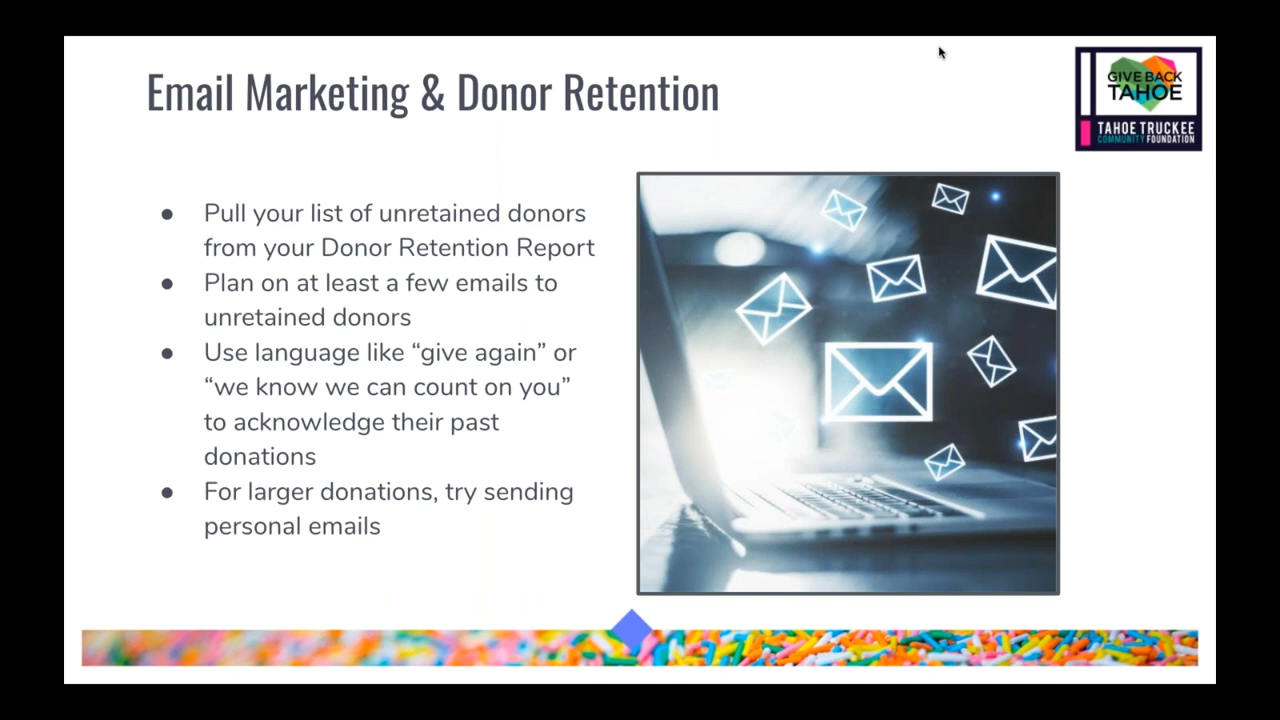 Email Marketing & Donor Retention
GIVE BACK
TAHOE
TAHOE TRUCKEE
COMMUNITY FOUNDATION
● Pull your list of unretained donors
from your Donor Retention Report
● Plan on at least a few emails to
unretained donors
● Use language like “give again” or
“we know we can count on you”
to acknowledge their past
donations
● For larger donations, try sending
personal emails